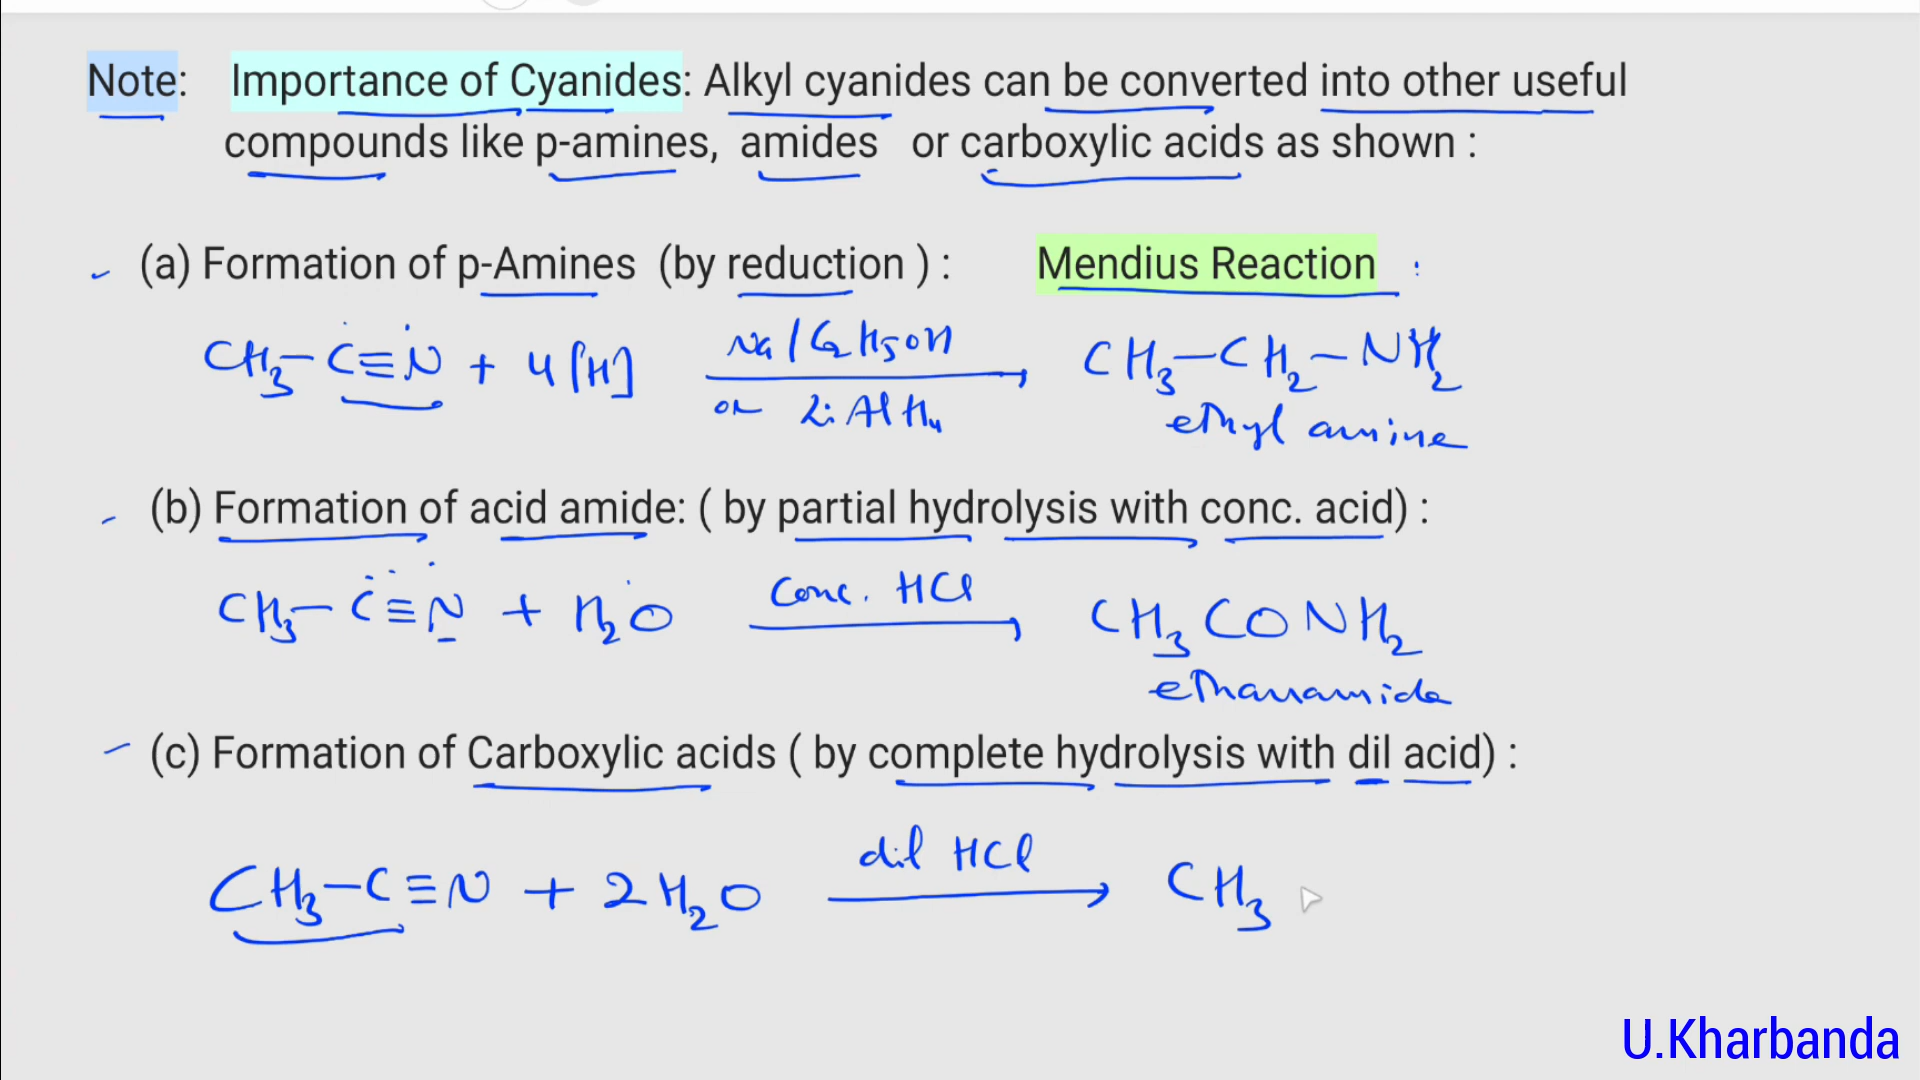 Note: Importance of Cyanides: Alkyl cyanides can be converted into other useful
compounds like p-amines, amides or carboxylic acids as shown :
(a) Formation of p-Amines (by reduction ) : Mendius Reaction :
CH₃-C≡N + 4[H] Na/C₂H₅OH or LiAlH₄ → CH₃-CH₂-NH₂
ethyl amine
(b) Formation of acid amide: ( by partial hydrolysis with conc. acid) :
CH₃-C≡N + H₂O Conc. HCl → CH₃CONH₂
ethanamide
(c) Formation of Carboxylic acids ( by complete hydrolysis with dil acid) :
CH₃-C≡N + 2H₂O dil HCl → CH₃
U.Kharbanda